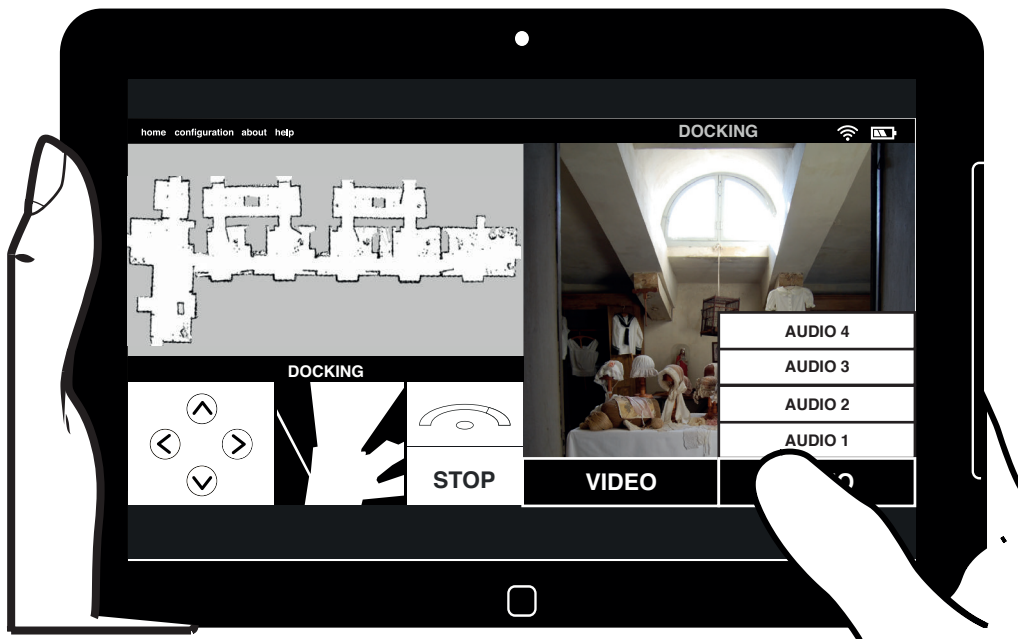 home configuration about help
DOCKING
DOCKING
STOP
VIDEO
AUDIO 4
AUDIO 3
AUDIO 2
AUDIO 1